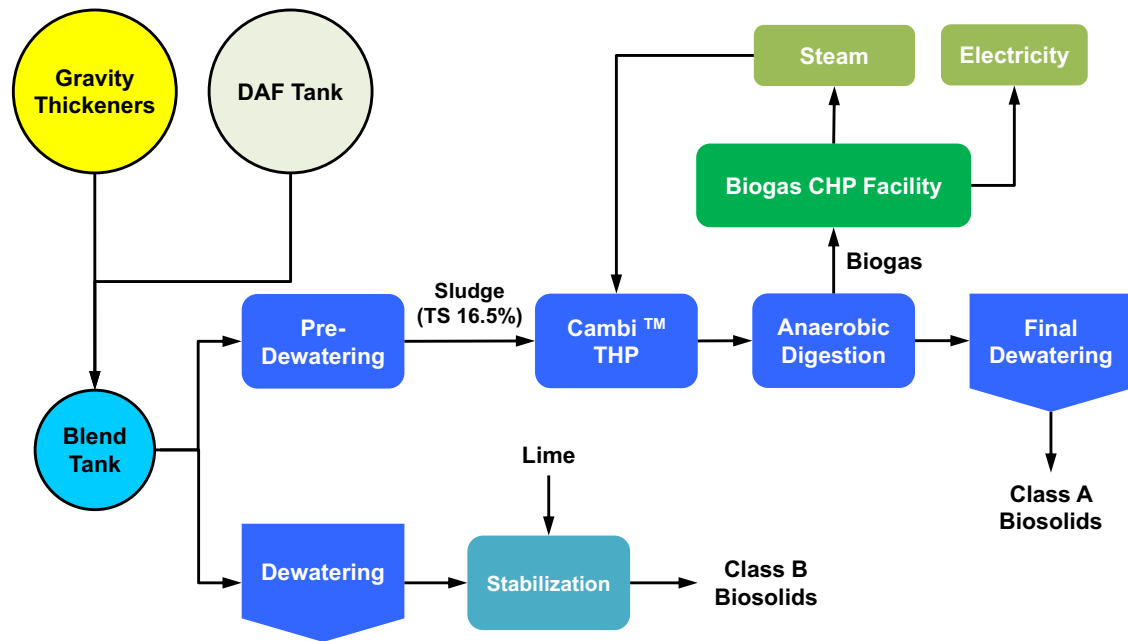 Gravity
Thickeners
DAF Tank
Steam
Electricity
Biogas CHP Facility
Biogas
Sludge
(TS 16.5%)
Pre-
Dewatering
Cambi ™
THP
Anaerobic
Digestion
Final
Dewatering
Blend
Tank
Lime
Class A
Biosolids
Dewatering
Stabilization
Class B
Biosolids